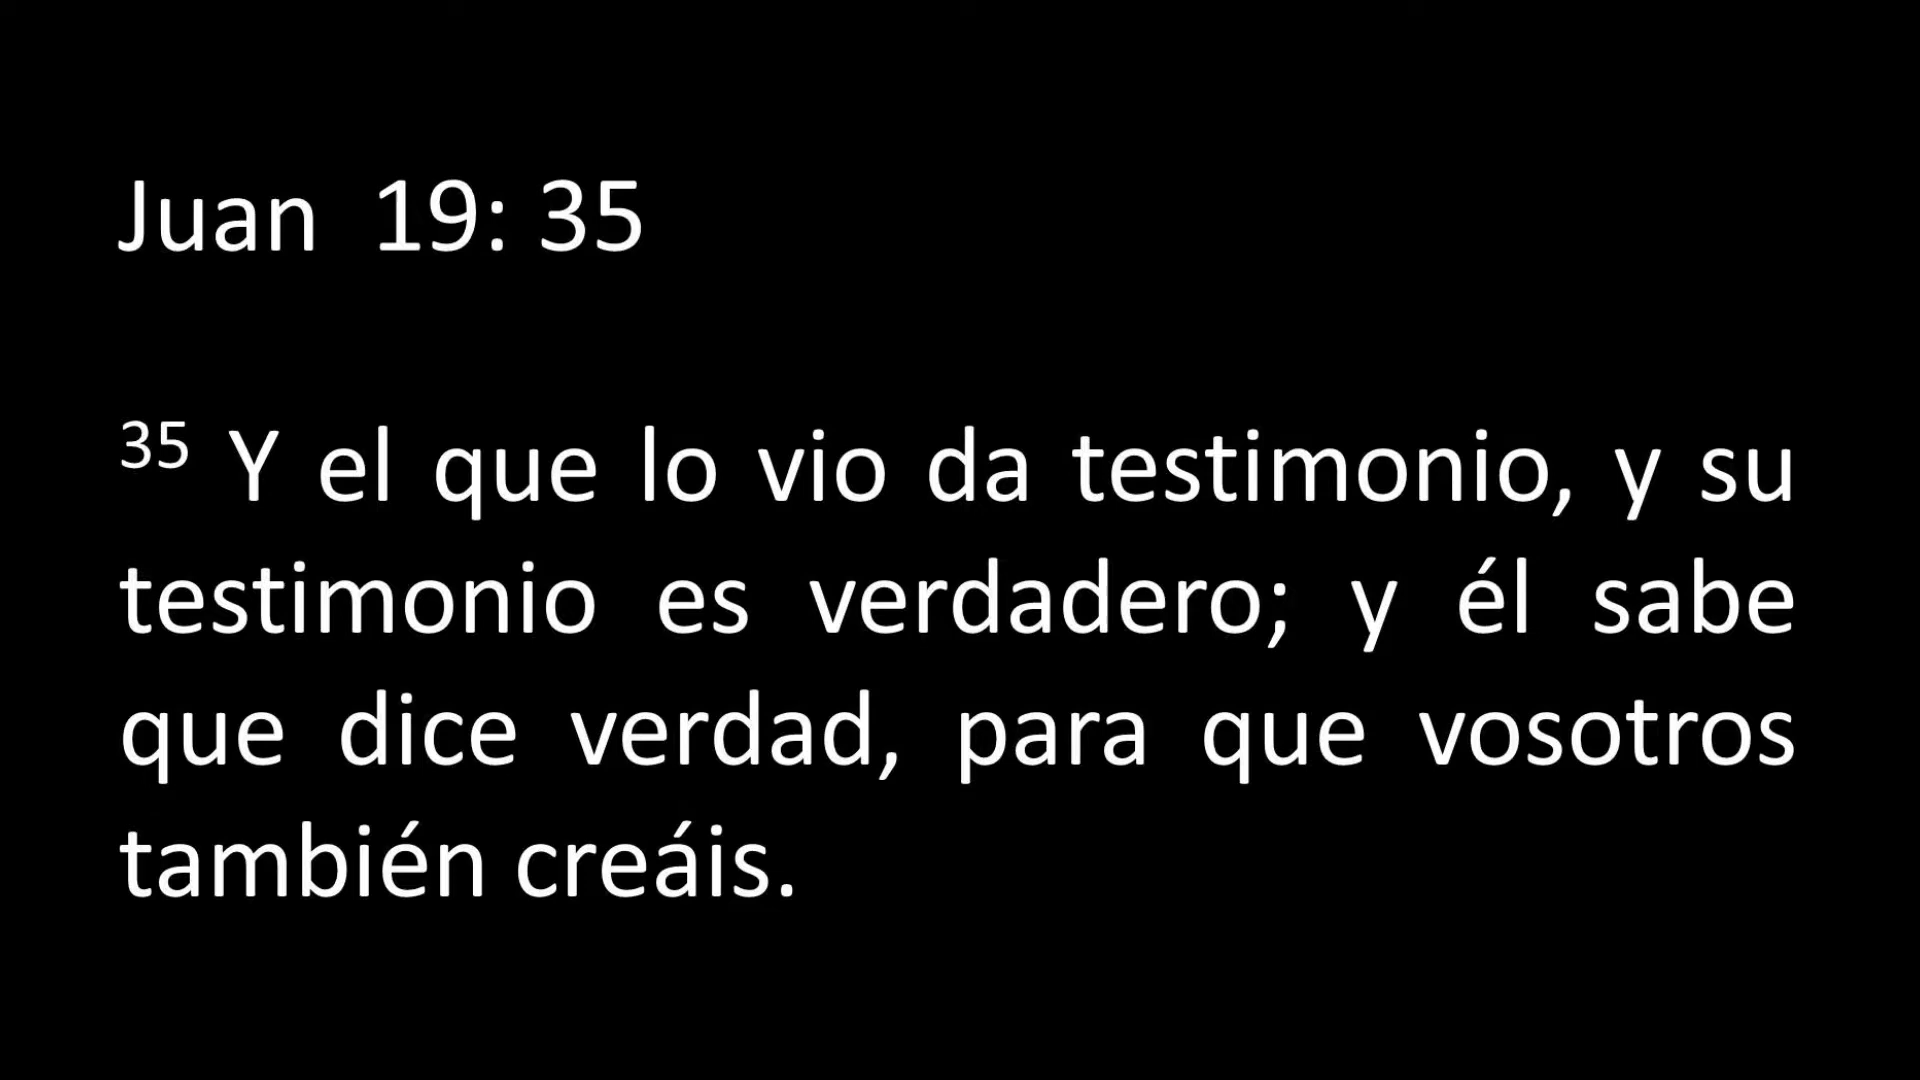 Juan  19: 35
35 Y el que lo vio da testimonio, y su
testimonio es verdadero; y él sabe
que dice verdad, para que vosotros
también creáis.